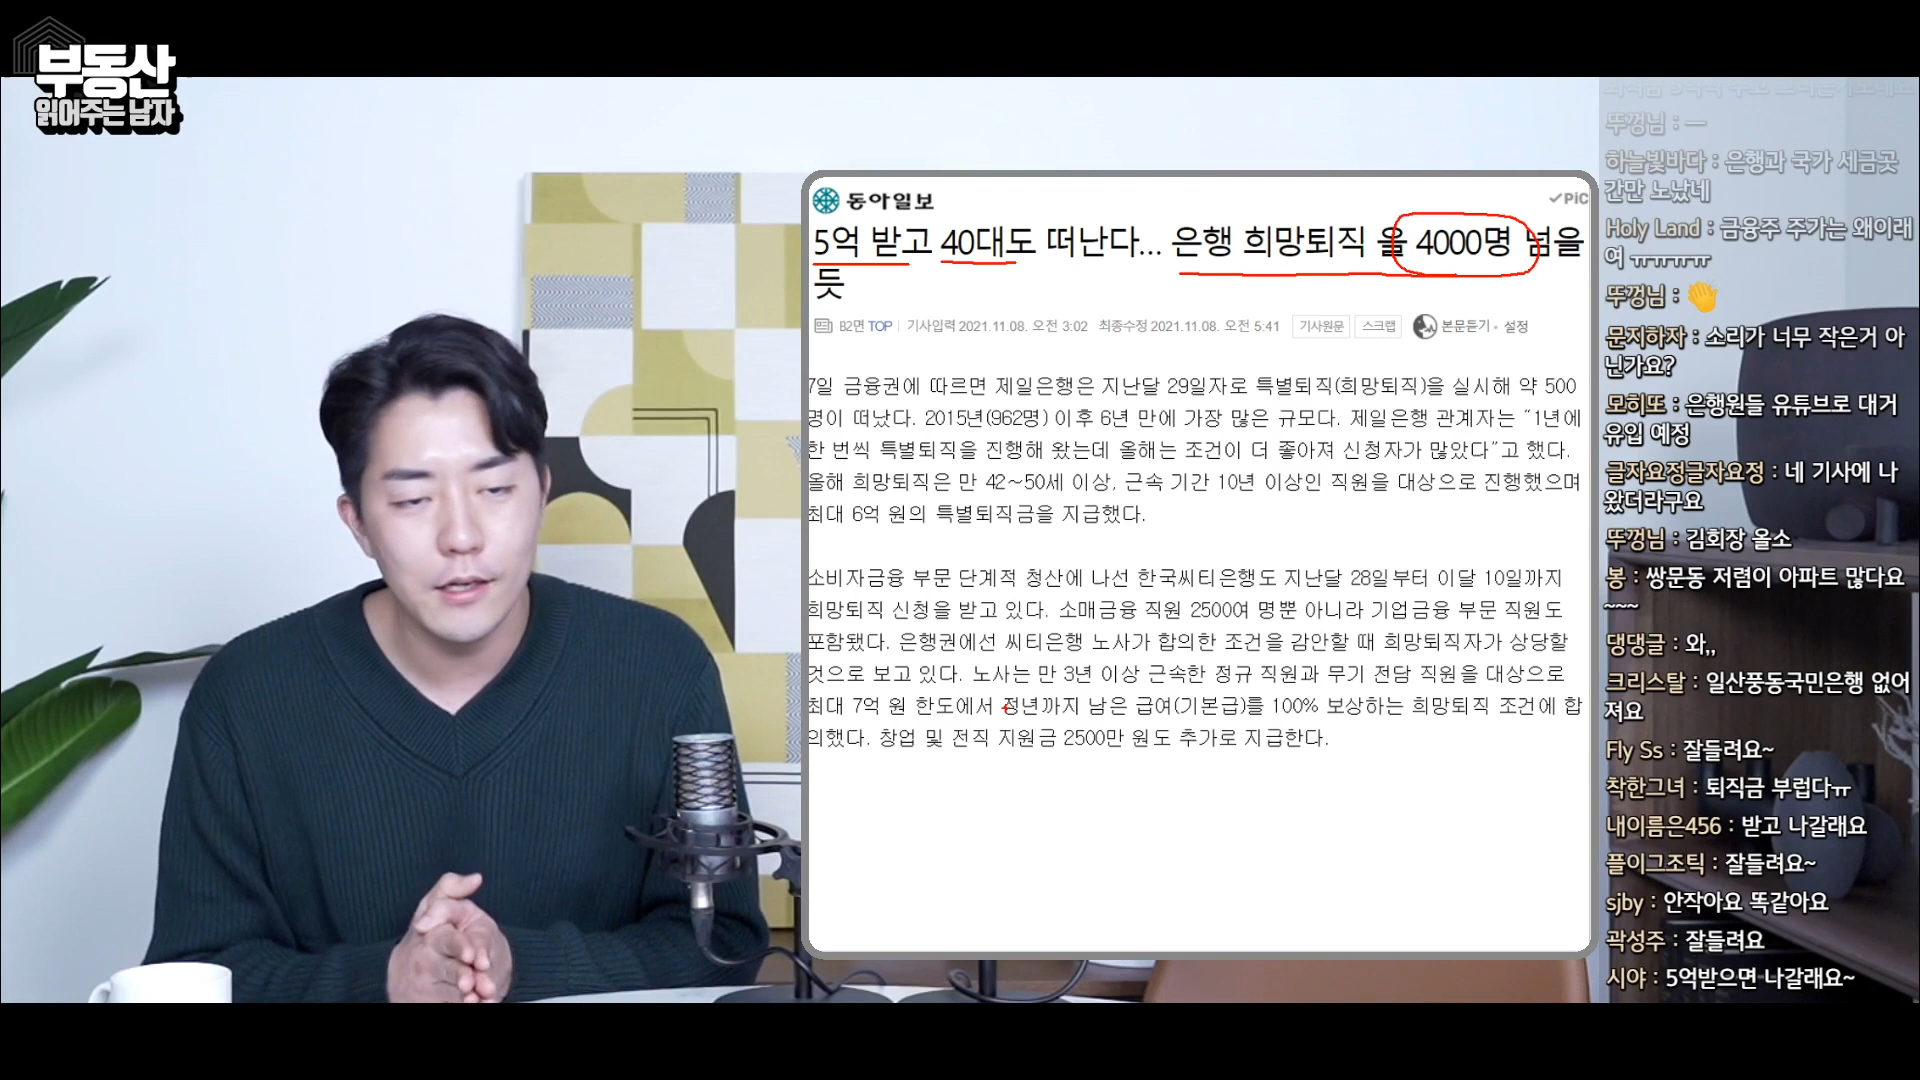 부동산
읽어주는 남자
동아일보
PiC
5억 받고 40대도 떠난다... 은행 희망퇴직 올 4000명 넘을
듯
B2면 TOP 기사입력 2021.11.08. 오전 3:02 최종수정 2021.11.08. 오전 5:41 기사원문 스크랩 본문듣기 · 설정
7일 금융권에 따르면 제일은행은 지난달 29일자로 특별퇴직(희망퇴직)을 실시해 약 500
명이 떠났다. 2015년(962명) 이후 6년 만에 가장 많은 규모다. 제일은행 관계자는 "1년에
한 번씩 특별퇴직을 진행해 왔는데 올해는 조건이 더 좋아져 신청자가 많았다"고 했다.
올해 희망퇴직은 만 42~50세 이상, 근속 기간 10년 이상인 직원을 대상으로 진행했으며
최대 6억 원의 특별퇴직금을 지급했다.
소비자금융 부문 단계적 청산에 나선 한국씨티은행도 지난달 28일부터 이달 10일까지
희망퇴직 신청을 받고 있다. 소매금융 직원 2500여 명뿐 아니라 기업금융 부문 직원도
포함됐다. 은행권에선 씨티은행 노사가 합의한 조건을 감안할 때 희망퇴직자가 상당할
것으로 보고 있다. 노사는 만 3년 이상 근속한 정규 직원과 무기 전담 직원을 대상으로
최대 7억 원 한도에서 정년까지 남은 급여(기본급)를 100% 보상하는 희망퇴직 조건에 합
의했다. 창업 및 전직 지원금 2500만 원도 추가로 지급한다.
뚜껑님 : ㅡ
하늘빛바다 : 은행과 국가 세금곳
간만 노났네
Holy Land : 금융주 주가는 왜이래
여 ㅠㅠㅠㅠ
뚜껑님 : 👏
문지하자 : 소리가 너무 작은거 아
닌가요?
모히또 : 은행원들 유튜브로 대거
유입 예정
글자요정글자요정 : 네 기사에 나
왔더라구요
뚜껑님 : 김회장 올소
봉 : 쌍문동 저렴이 아파트 많다요
~~~
댕댕글 : 와,,
크리스탈 : 일산풍동국민은행 없어
져요
Fly Ss : 잘들려요~
착한그녀 : 퇴직금 부럽다ㅠ
내이름은456 : 받고 나갈래요
플이그조틱 : 잘들려요~
sjby : 안작아요 똑같아요
곽성주 : 잘들려요
시야 : 5억받으면 나갈래요~